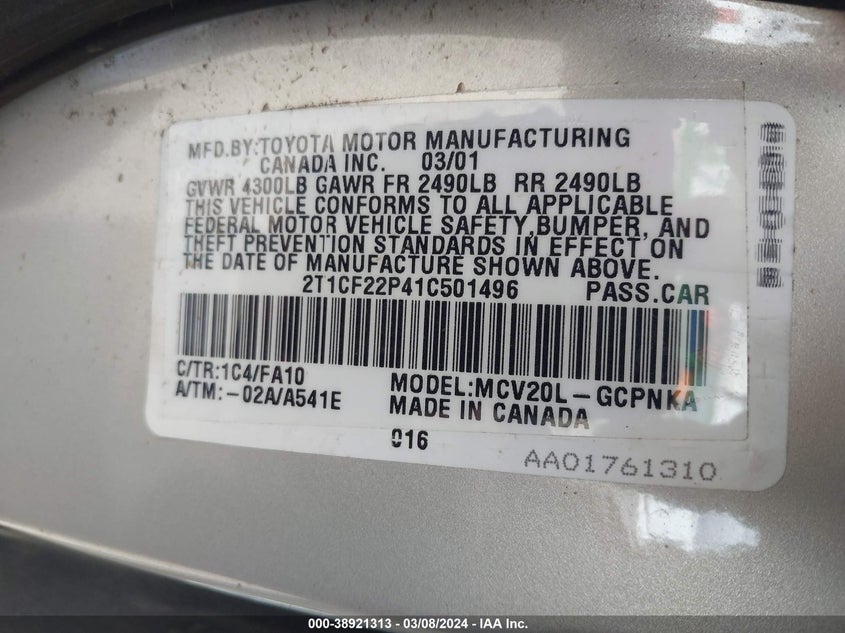 MFD.BY:TOYOTA MOTOR MANUFACTURING
CANADA INC. 03/01
GVWR 4300LB GAWR FR 2490LB RR 2490LB
THIS VEHICLE CONFORMS TO ALL APPLICABLE
FEDERAL MOTOR VEHICLE SAFETY,BUMPER, AND
THEFT PREVENTION STANDARDS IN EFFECT ON
THE DATE OF MANUFACTURE SHOWN ABOVE.
2T1CF22P41C501496 PASS.CAR
C/TR:1C4/FA10
A/TM:-02A/A541E
MODEL:MCV20L-GCPNKA
MADE IN CANADA
016
AA01761310
000-38921313 — 03/08/2024 — IAA Inc.